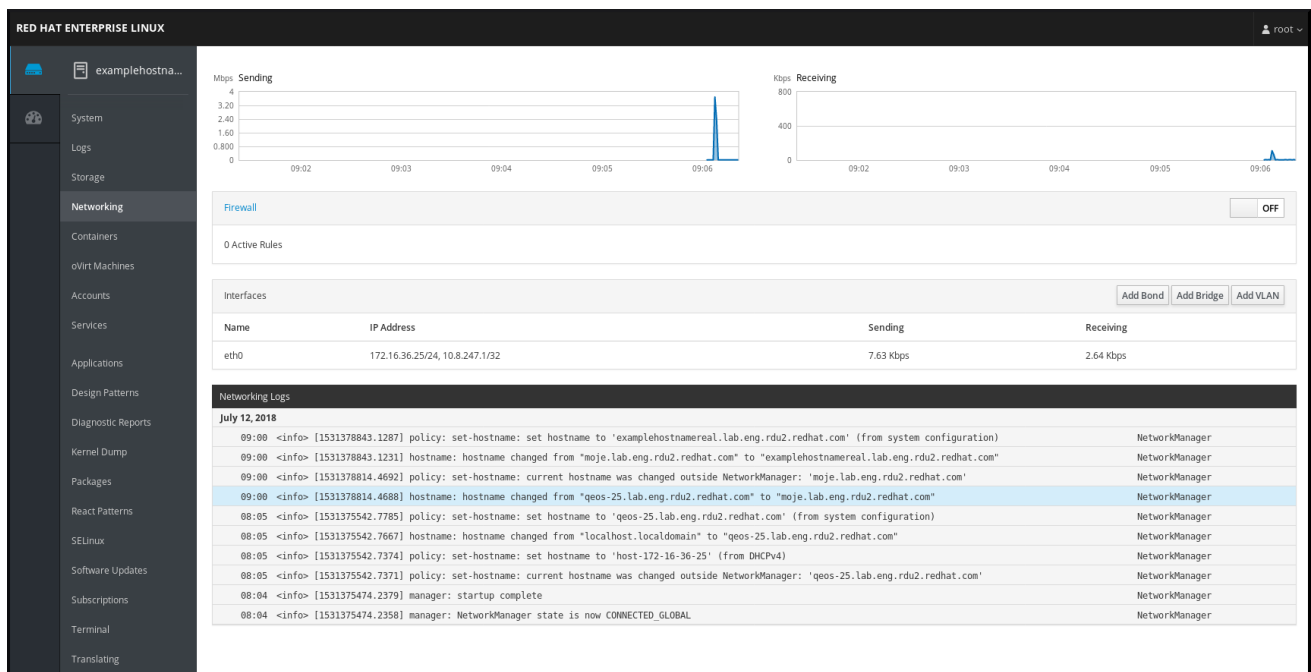 RED HAT ENTERPRISE LINUX
root
examplehostna...
System
Logs
Storage
Networking
Containers
oVirt Machines
Accounts
Services
Applications
Design Patterns
Diagnostic Reports
Kernel Dump
Packages
React Patterns
SELinux
Software Updates
Subscriptions
Terminal
Translating
Mbps Sending
4
3.20
2.40
1.60
0.800
0
09:02 09:03 09:04 09:05 09:06
Kbps Receiving
800
400
0
09:02 09:03 09:04 09:05 09:06
Firewall OFF
0 Active Rules
Interfaces Add Bond Add Bridge Add VLAN
Name IP Address Sending Receiving
eth0 172.16.36.25/24, 10.8.247.1/32 7.63 Kbps 2.64 Kbps
Networking Logs
July 12, 2018
09:00 <info> [1531378843.1287] policy: set-hostname: set hostname to 'examplehostnamereal.lab.eng.rdu2.redhat.com' (from system configuration) NetworkManager
09:00 <info> [1531378843.1231] hostname: hostname changed from "moje.lab.eng.rdu2.redhat.com" to "examplehostnamereal.lab.eng.rdu2.redhat.com" NetworkManager
09:00 <info> [1531378814.4692] policy: set-hostname: current hostname was changed outside NetworkManager: 'moje.lab.eng.rdu2.redhat.com' NetworkManager
09:00 <info> [1531378814.4688] hostname: hostname changed from "qeos-25.lab.eng.rdu2.redhat.com" to "moje.lab.eng.rdu2.redhat.com" NetworkManager
08:05 <info> [1531375542.7785] policy: set-hostname: set hostname to 'qeos-25.lab.eng.rdu2.redhat.com' (from system configuration) NetworkManager
08:05 <info> [1531375542.7667] hostname: hostname changed from "localhost.localdomain" to "qeos-25.lab.eng.rdu2.redhat.com" NetworkManager
08:05 <info> [1531375542.7374] policy: set-hostname: set hostname to 'host-172-16-36-25' (from DHCPv4) NetworkManager
08:05 <info> [1531375542.7371] policy: set-hostname: current hostname was changed outside NetworkManager: 'qeos-25.lab.eng.rdu2.redhat.com' NetworkManager
08:04 <info> [1531375474.2379] manager: startup complete NetworkManager
08:04 <info> [1531375474.2358] manager: NetworkManager state is now CONNECTED_GLOBAL NetworkManager